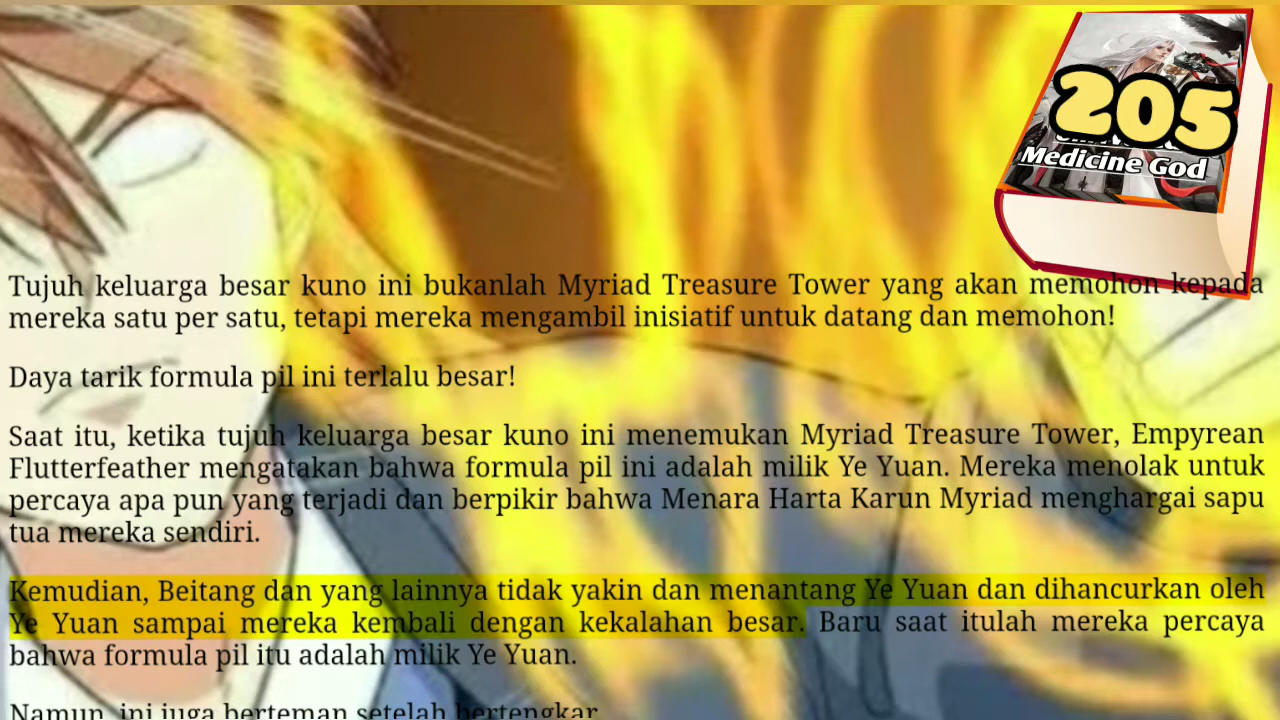 205
Medicine God
Tujuh keluarga besar kuno ini bukanlah Myriad Treasure Tower yang akan memohon kepada
mereka satu per satu, tetapi mereka mengambil inisiatif untuk datang dan memohon!
Daya tarik formula pil ini terlalu besar!
Saat itu, ketika tujuh keluarga besar kuno ini menemukan Myriad Treasure Tower, Empyrean
Flutterfeather mengatakan bahwa formula pil ini adalah milik Ye Yuan. Mereka menolak untuk
percaya apa pun yang terjadi dan berpikir bahwa Menara Harta Karun Myriad menghargai sapu
tua mereka sendiri.
Kemudian, Beitang dan yang lainnya tidak yakin dan menantang Ye Yuan dan dihancurkan oleh
Ye Yuan sampai mereka kembali dengan kekalahan besar. Baru saat itulah mereka percaya
bahwa formula pil itu adalah milik Ye Yuan.
Namun, ini juga berteman setelah bertengkar